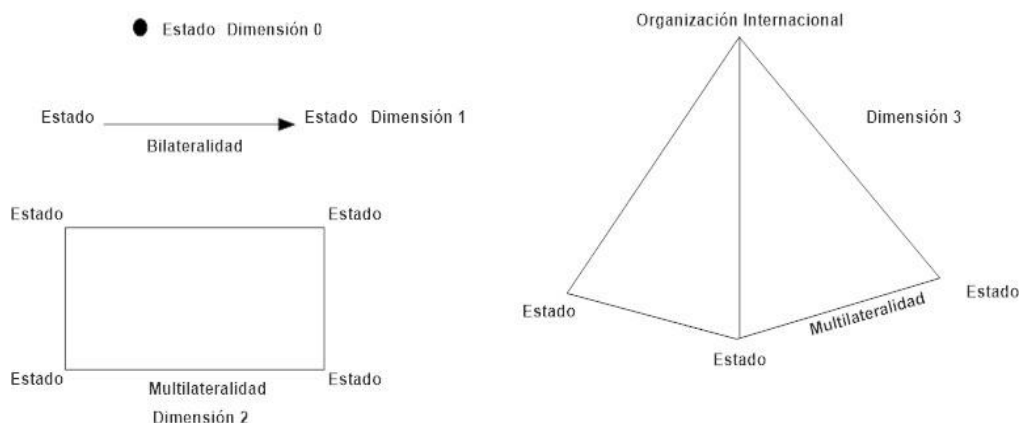 Estado Dimensión 0
Estado
Estado Dimensión 1
Bilateralidad
Estado
Estado
Estado
Estado
Multilateralidad
Dimensión 2
Organización Internacional
Dimensión 3
Estado
Estado
Multilateralidad
Estado